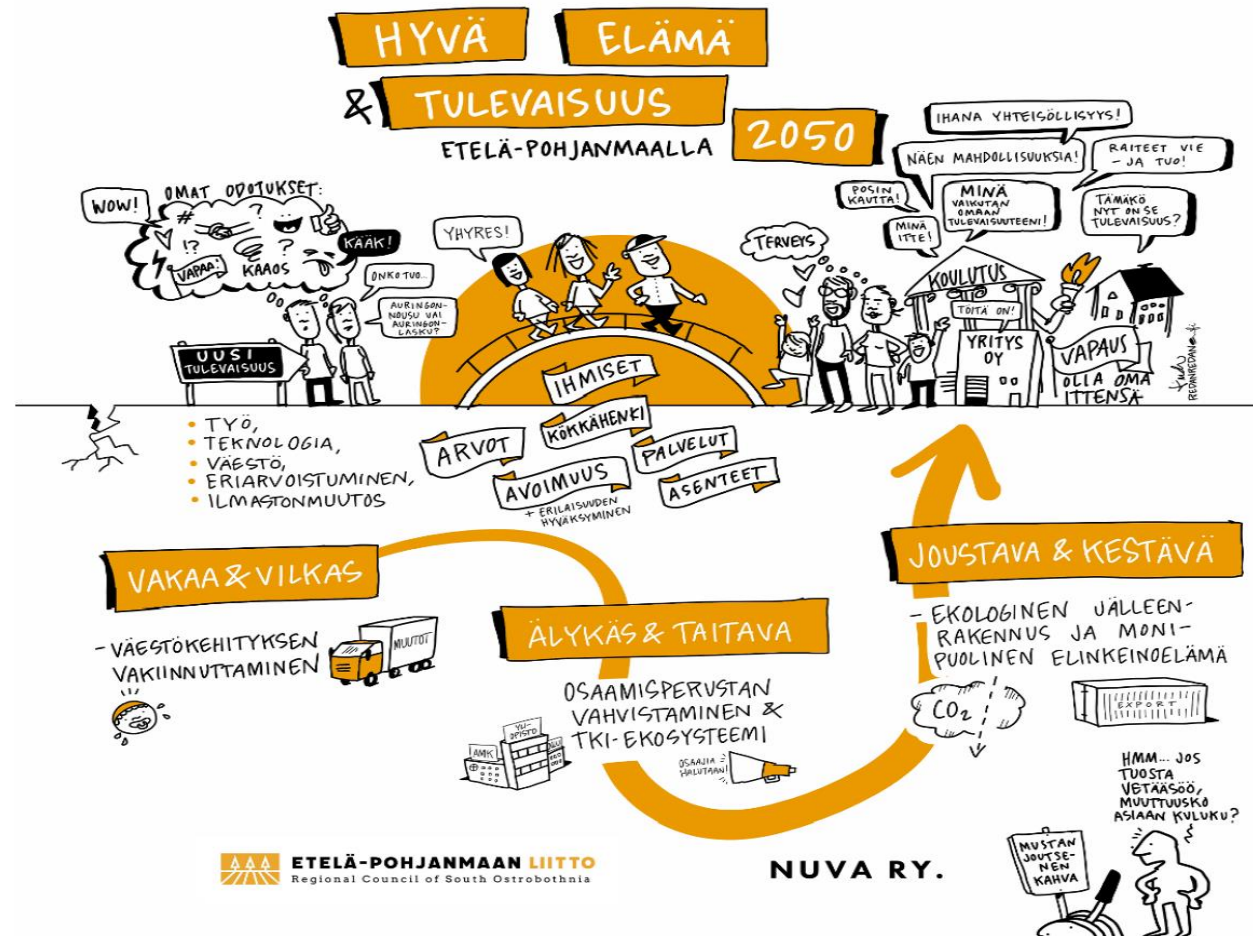 HYVÄ ELÄMÄ
& TULEVAISUUS
ETELÄ-POHJANMAALLA
2050
OMAT ODOTUKSET:
WOW!
#
?
!?
?
VAPAA!
KAAOS
KÄÄK!
ONKO TUO...
AURINGON-
NOUSU VAI
AURINGON-
LASKU?
UUSI
TULEVAISUUS
YHYRES!
TERVEYS
IHANA YHTEISÖLLISYYS!
NÄEN MAHDOLLISUUKSIA!
RAITEET VIE
- JA TUO!
POSIN
KAUTTA!
MINÄ
ITTE!
MINÄ
VAIKUTAN
OMAAN
TULEVAISUUTEENI!
TÄMÄKÖ
NYT ON SE
TULEVAISUUS?
KOULUTUS
TÖITÄ ON!
YRITYS
OY
VAPAUS
OLLA OMA
ITTENSÄ
REDANREDAN.fi
• TYÖ,
• TEKNOLOGIA,
• VÄESTÖ,
• ERIARVOISTUMINEN,
• ILMASTONMUUTOS
IHMISET
KÖKKÄHENKI
ARVOT
PALVELUT
AVOIMUUS
+ ERILAISUUDEN
HYVÄKSYMINEN
ASENTEET
VAKAA & VILKAS
- VÄESTÖKEHITYKSEN
VAKIINNUTTAMINEN
MUUTOT
ÄLYKÄS & TAITAVA
OSAAMISPERUSTAN
VAHVISTAMINEN &
TKI-EKOSYSTEEMI
AMK
YLI-
OPISTO
OSAAJIA
HALUTAAN!
JOUSTAVA & KESTÄVÄ
- EKOLOGINEN JÄLLEEN-
RAKENNUS JA MONI-
PUOLINEN ELINKEINOELÄMÄ
CO2
EXPORT
HMM... JOS
TUOSTA
VETÄÄSÖÖ,
MUUTTUUSKO
ASIAAN KULUKU?
MUSTAN
JOUTSE-
NEN
KAHVA
ETELÄ-POHJANMAAN LIITTO
Regional Council of South Ostrobothnia
NUVA RY.